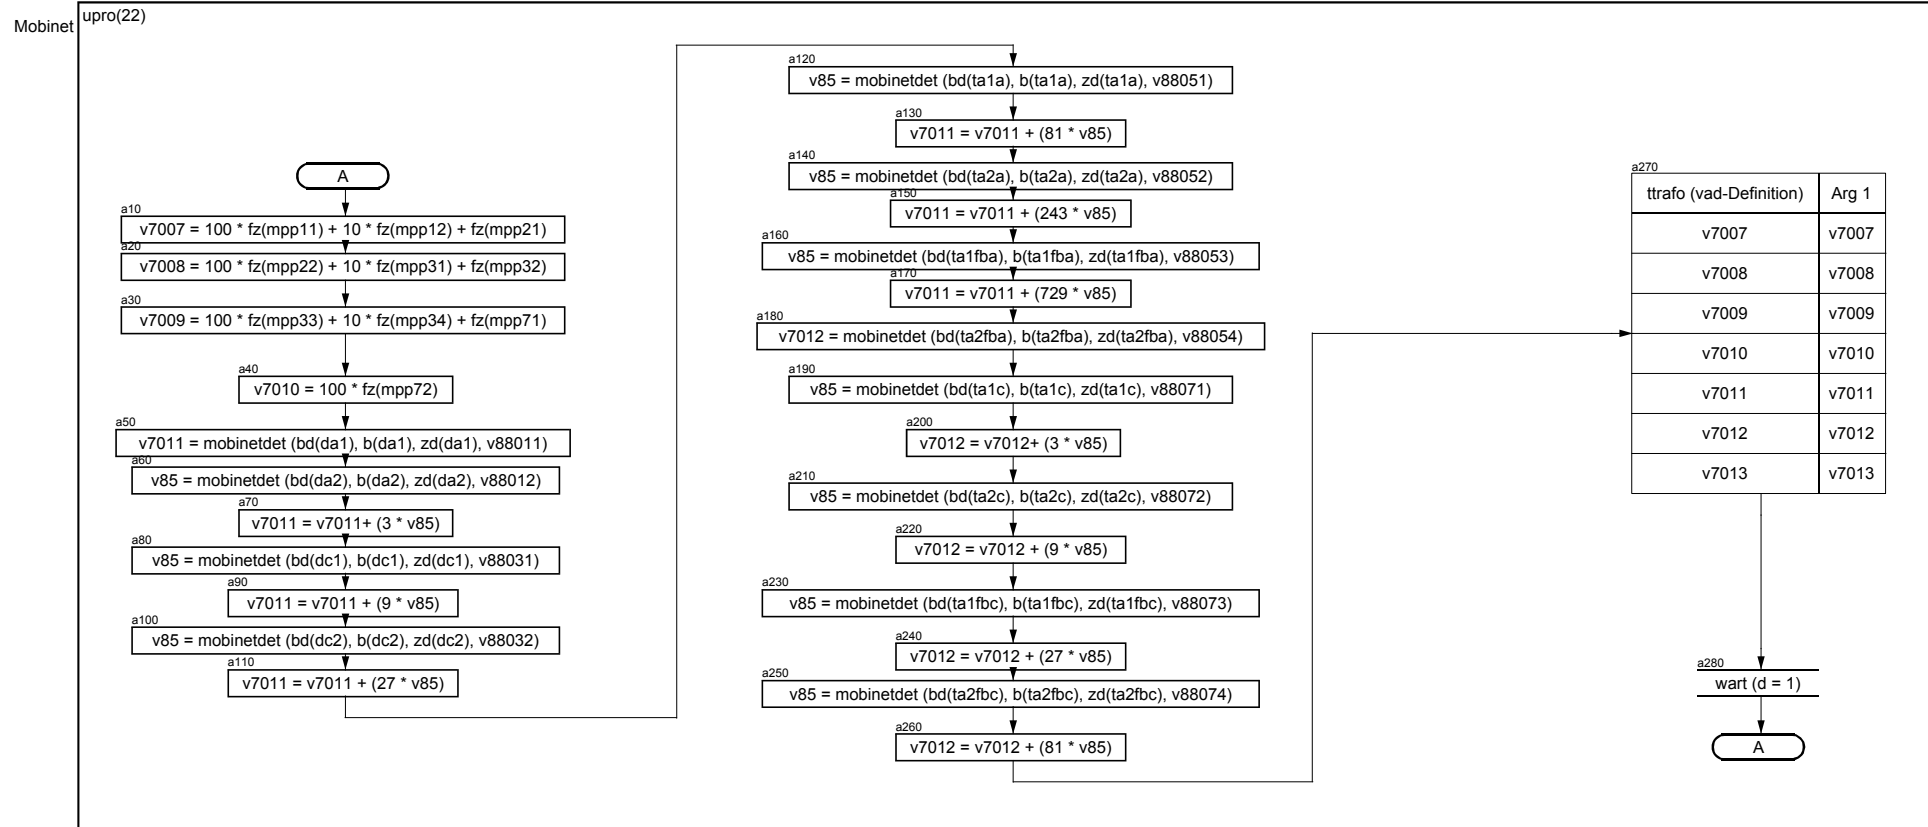 Mobinet
upro(22)
A
a10
v7007 = 100 * fz(mpp11) + 10 * fz(mpp12) + fz(mpp21)
a20
v7008 = 100 * fz(mpp22) + 10 * fz(mpp31) + fz(mpp32)
a30
v7009 = 100 * fz(mpp33) + 10 * fz(mpp34) + fz(mpp71)
a40
v7010 = 100 * fz(mpp72)
a50
v7011 = mobinetdet (bd(da1), b(da1), zd(da1), v88011)
a60
v85 = mobinetdet (bd(da2), b(da2), zd(da2), v88012)
a70
v7011 = v7011+ (3 * v85)
a80
v85 = mobinetdet (bd(dc1), b(dc1), zd(dc1), v88031)
a90
v7011 = v7011 + (9 * v85)
a100
v85 = mobinetdet (bd(dc2), b(dc2), zd(dc2), v88032)
a110
v7011 = v7011 + (27 * v85)
a120
v85 = mobinetdet (bd(ta1a), b(ta1a), zd(ta1a), v88051)
a130
v7011 = v7011 + (81 * v85)
a140
v85 = mobinetdet (bd(ta2a), b(ta2a), zd(ta2a), v88052)
a150
v7011 = v7011 + (243 * v85)
a160
v85 = mobinetdet (bd(ta1fba), b(ta1fba), zd(ta1fba), v88053)
a170
v7011 = v7011 + (729 * v85)
a180
v7012 = mobinetdet (bd(ta2fba), b(ta2fba), zd(ta2fba), v88054)
a190
v85 = mobinetdet (bd(ta1c), b(ta1c), zd(ta1c), v88071)
a200
v7012 = v7012+ (3 * v85)
a210
v85 = mobinetdet (bd(ta2c), b(ta2c), zd(ta2c), v88072)
a220
v7012 = v7012 + (9 * v85)
a230
v85 = mobinetdet (bd(ta1fbc), b(ta1fbc), zd(ta1fbc), v88073)
a240
v7012 = v7012 + (27 * v85)
a250
v85 = mobinetdet (bd(ta2fbc), b(ta2fbc), zd(ta2fbc), v88074)
a260
v7012 = v7012 + (81 * v85)
a270
ttrafo (vad-Definition) Arg 1
v7007 v7007
v7008 v7008
v7009 v7009
v7010 v7010
v7011 v7011
v7012 v7012
v7013 v7013
a280
wart (d = 1)
A